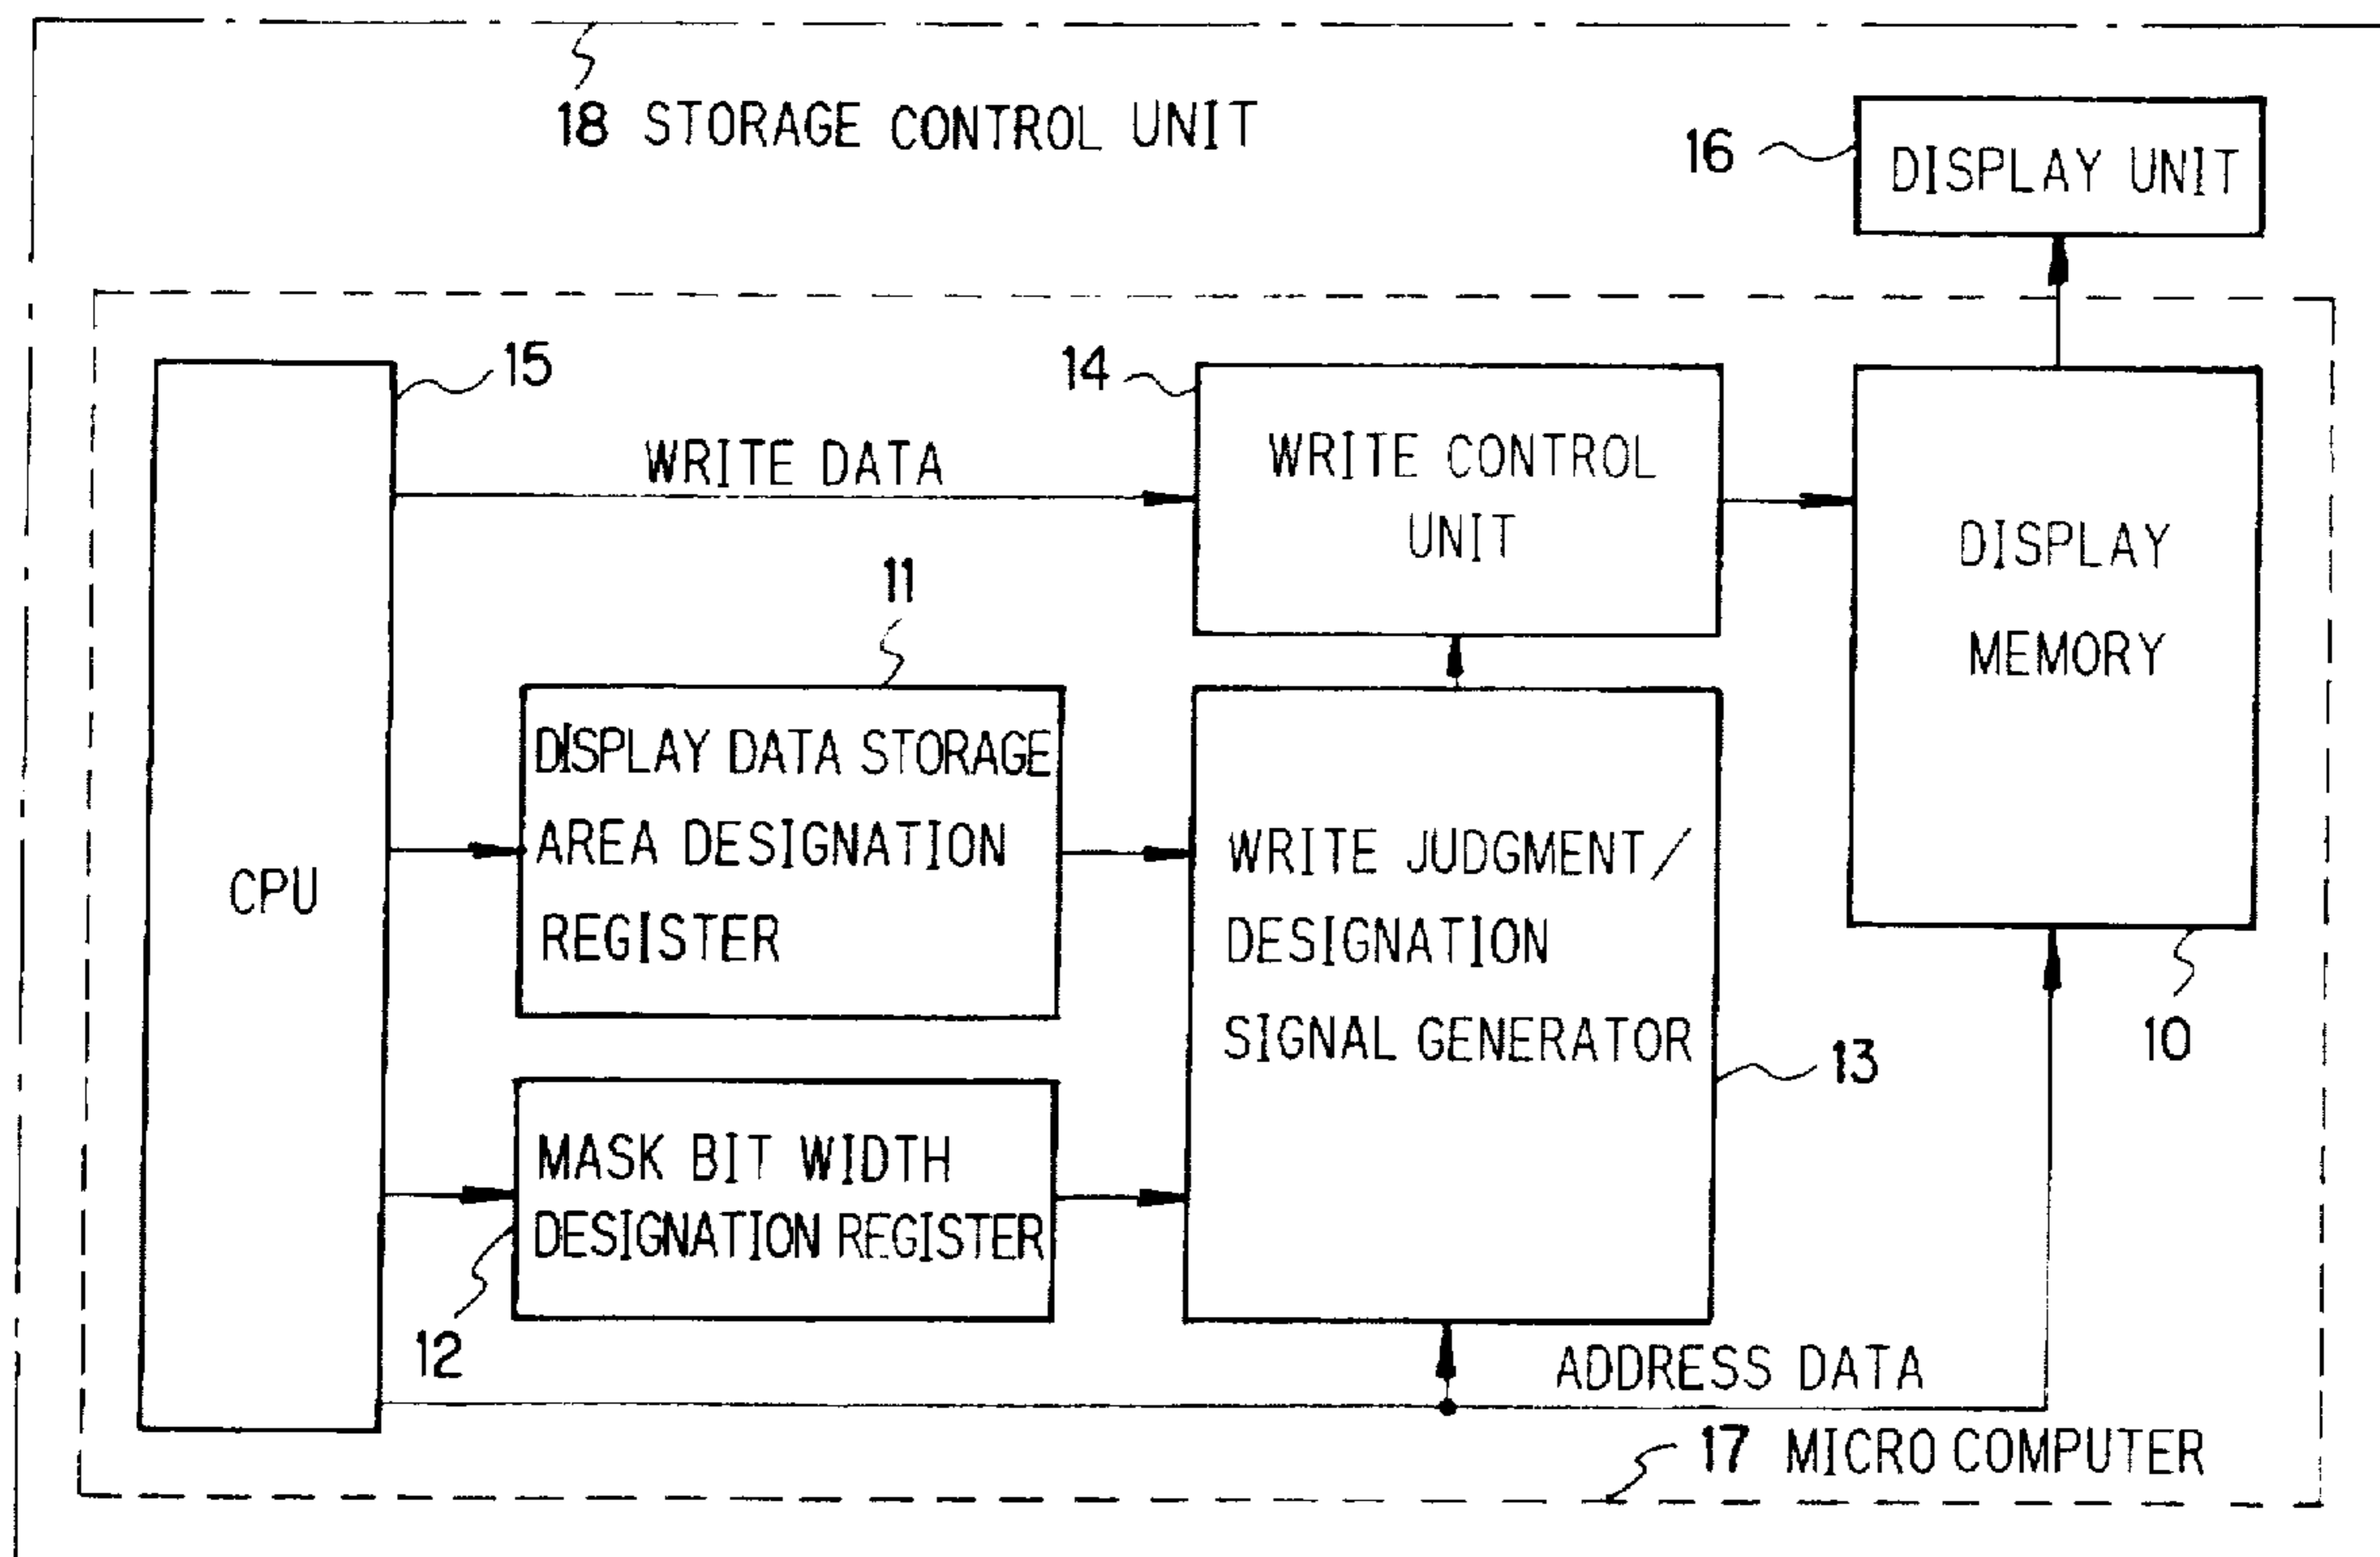 18 STORAGE CONTROL UNIT
16
DISPLAY UNIT
15
14
WRITE DATA
WRITE CONTROL
UNIT
DISPLAY
MEMORY
11
DISPLAY DATA STORAGE
AREA DESIGNATION
REGISTER
CPU
WRITE JUDGMENT/
DESIGNATION
SIGNAL GENERATOR
13
10
MASK BIT WIDTH
DESIGNATION REGISTER
12
ADDRESS DATA
17 MICRO COMPUTER